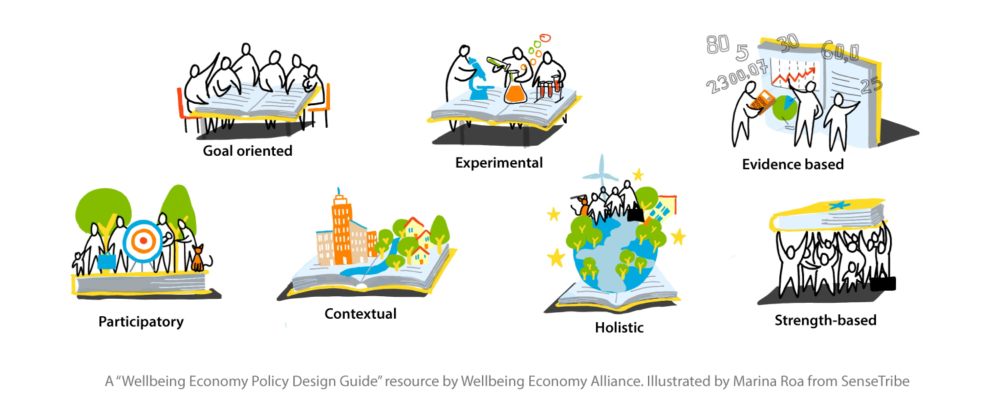 80
5
30
60,0
2300,07
25
Goal oriented
Experimental
Evidence based
Participatory
Contextual
Holistic
Strength-based
A “Wellbeing Economy Policy Design Guide” resource by Wellbeing Economy Alliance. Illustrated by Marina Roa from SenseTribe